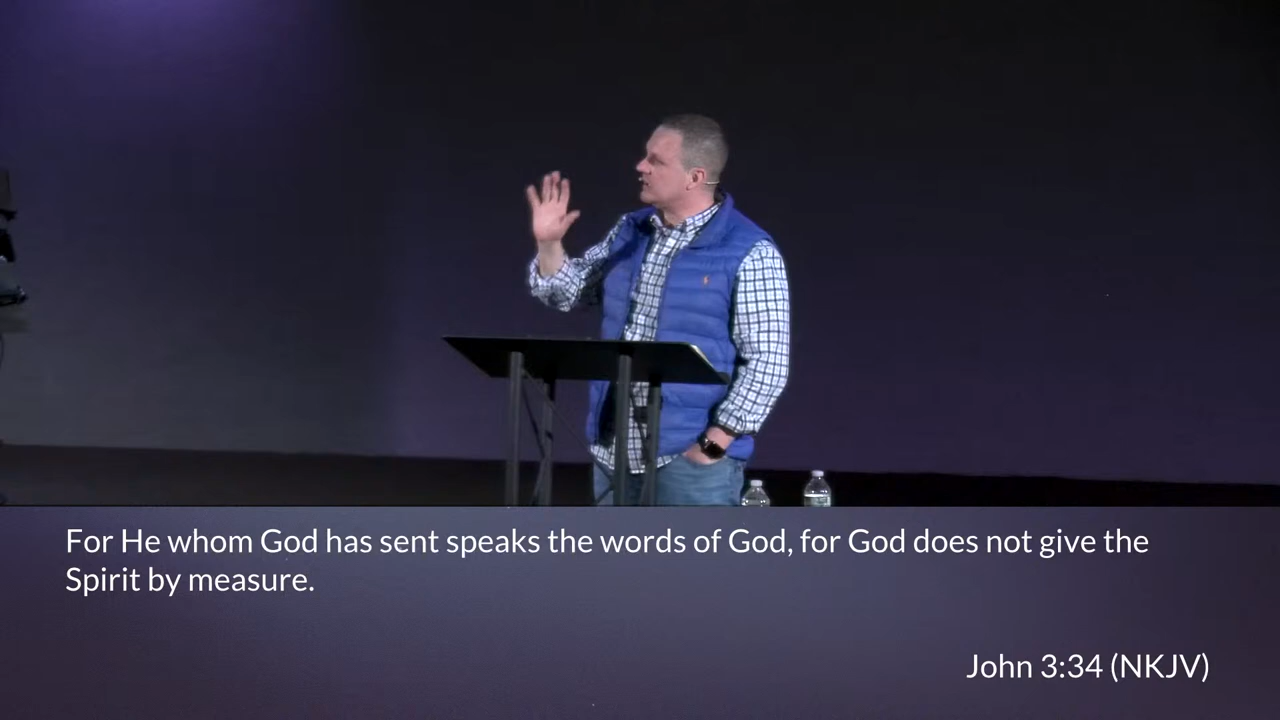 For He whom God has sent speaks the words of God, for God does not give the
Spirit by measure.
John 3:34 (NKJV)